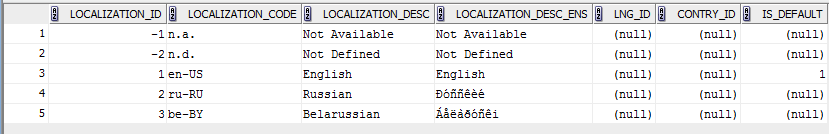 LOCALIZATION_ID LOCALIZATION_CODE LOCALIZATION_DESC LOCALIZATION_DESC_ENS LNG_ID CONTRY_ID IS_DEFAULT
1 -1 n.a. Not Available Not Available (null) (null) (null)
2 -2 n.d. Not Defined Not Defined (null) (null) (null)
3 1 en-US English English (null) (null) 1
4 2 ru-RU Russian Ðóññêèé (null) (null) (null)
5 3 be-BY Belarussian Áåëàðóñêi (null) (null) (null)